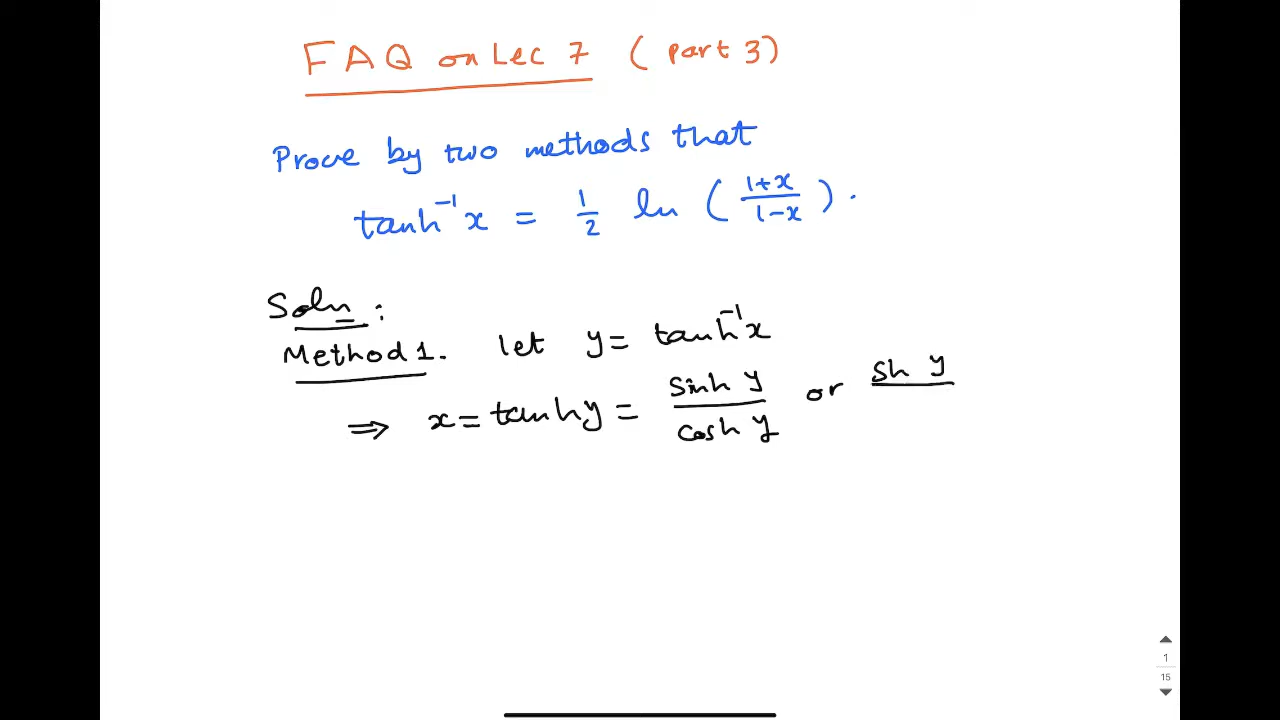 FAQ on Lec 7 (part 3)
Prove by two methods that
tanh⁻¹x = 1/2 ln ( 1+x / 1-x ) .
Soln :
Method 1. let y = tanh⁻¹x
⇒ x = tanh y = sinh y / cosh y or sh y
1
15